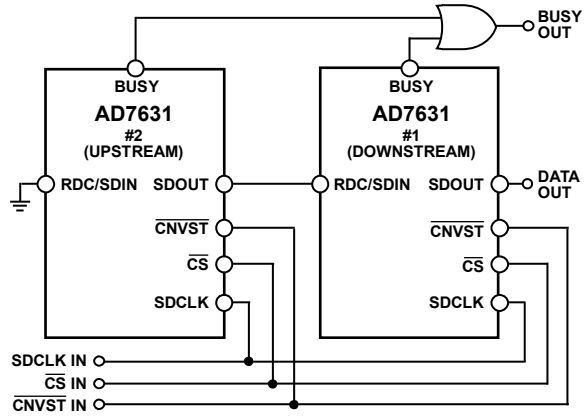 BUSY
OUT
BUSY
AD7631
#2
(UPSTREAM)
RDC/SDIN
SDOUT
CNVST
CS
SDCLK
BUSY
AD7631
#1
(DOWNSTREAM)
RDC/SDIN
SDOUT
DATA
OUT
CNVST
CS
SDCLK
SDCLK IN
CS IN
CNVST IN